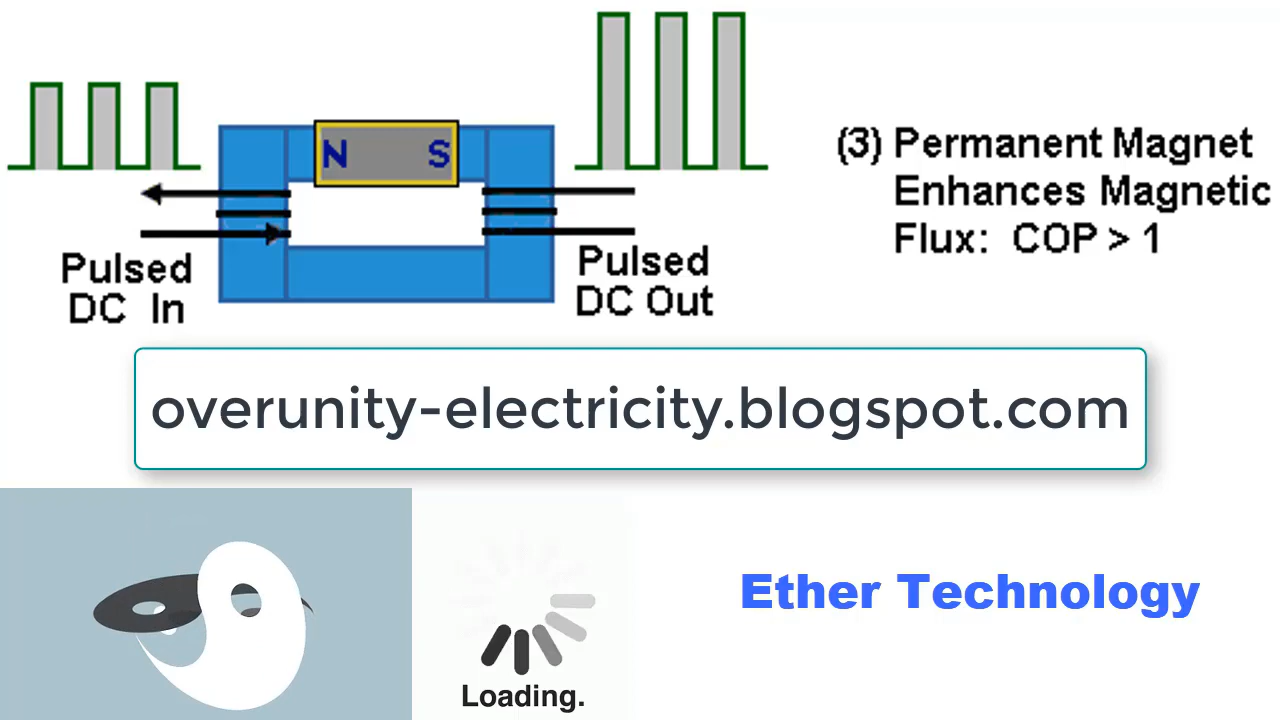 N S
(3) Permanent Magnet
Enhances Magnetic
Flux: COP > 1
Pulsed
DC In
Pulsed
DC Out
overunity-electricity.blogspot.com
Loading.
Ether Technology